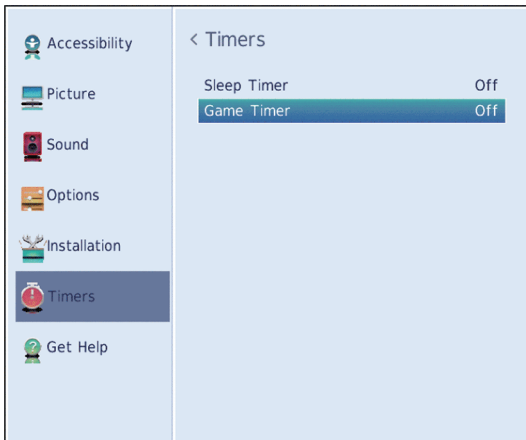 Accessibility
Picture
Sound
Options
Installation
Timers
Get Help
< Timers
Sleep Timer Off
Game Timer Off